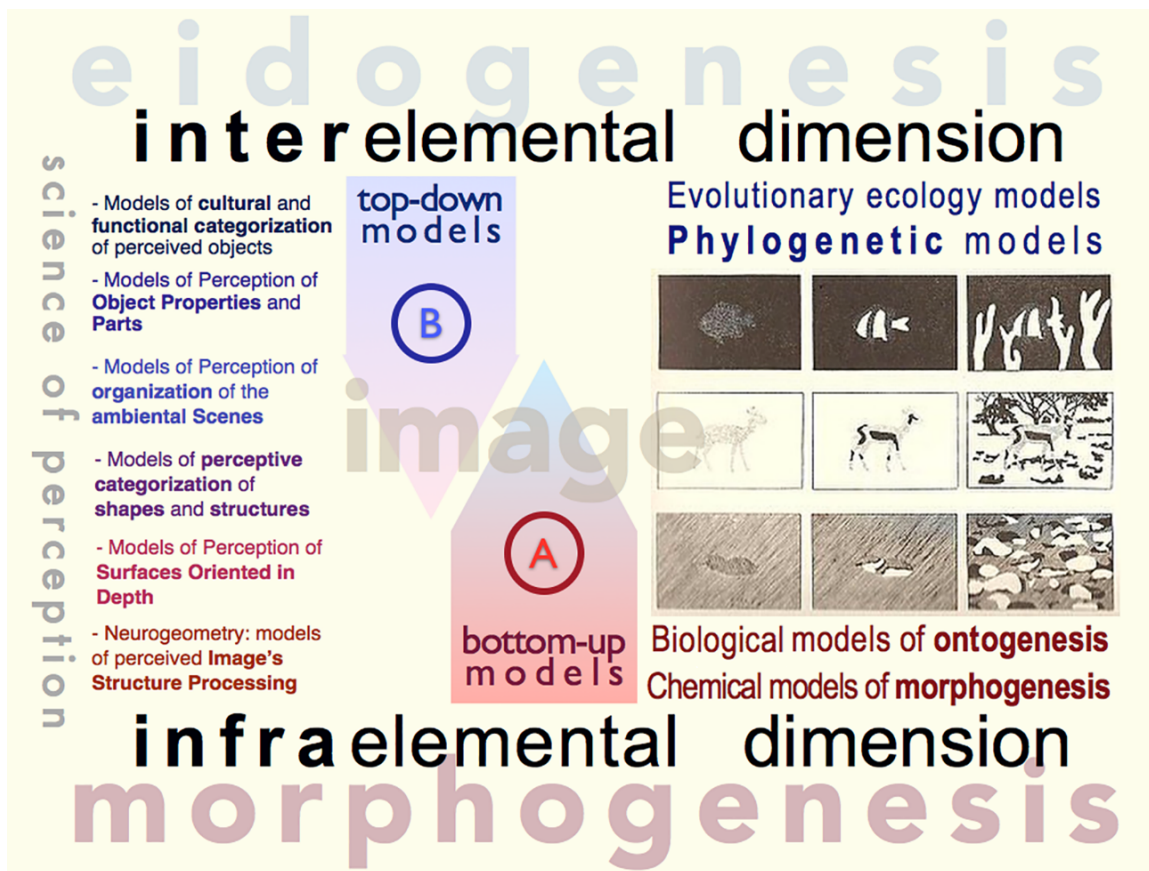 eidogenesis
interelemental dimension
science of perception
- Models of cultural and
functional categorization
of perceived objects
- Models of Perception of
Object Properties and
Parts
- Models of Perception of
organization of the
ambiental Scenes
- Models of perceptive
categorization of
shapes and structures
- Models of Perception of
Surfaces Oriented in
Depth
- Neurogeometry: models
of perceived Image's
Structure Processing
top-down
models
B
image
A
bottom-up
models
Evolutionary ecology models
Phylogenetic models
Biological models of ontogenesis
Chemical models of morphogenesis
infraelemental dimension
morphogenesis